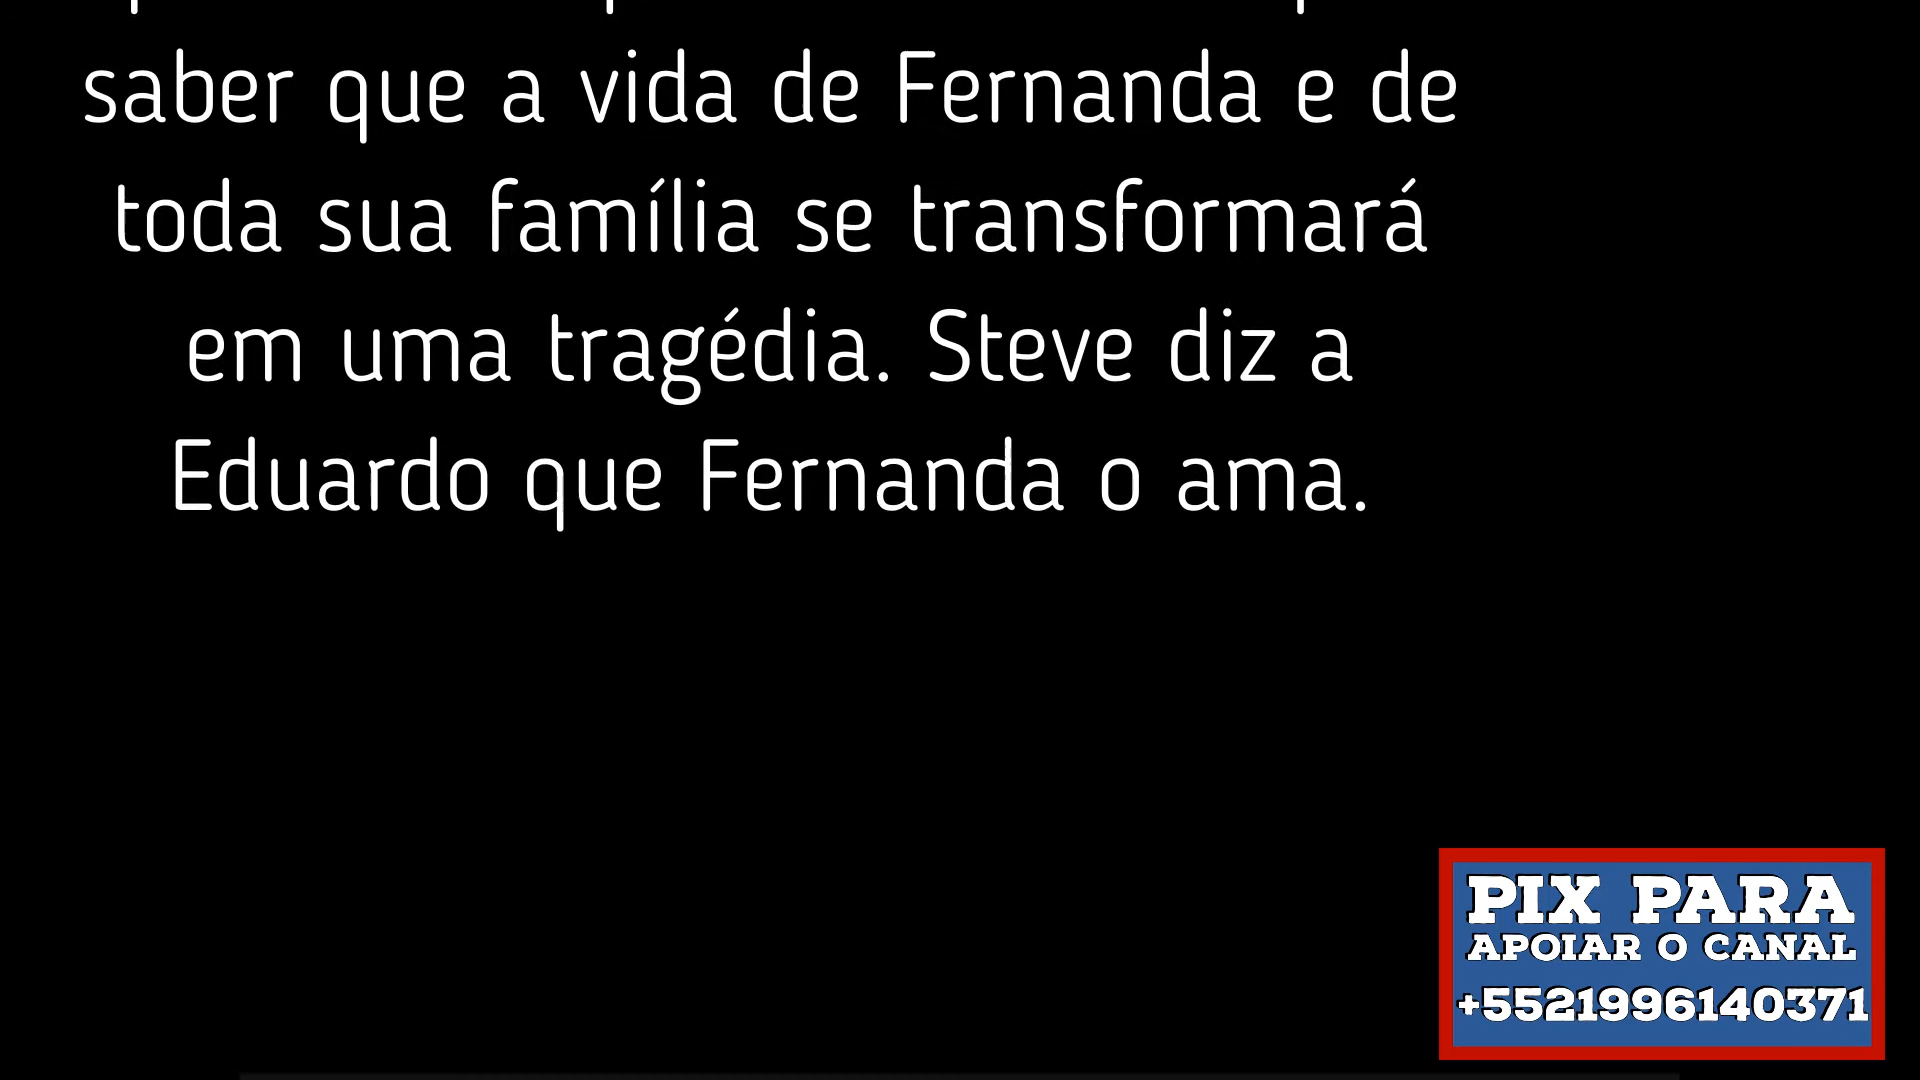 saber que a vida de Fernanda e de
toda sua família se transformará
em uma tragédia. Steve diz a
Eduardo que Fernanda o ama.
PIX PARA
APOIAR O CANAL
+5521996140371